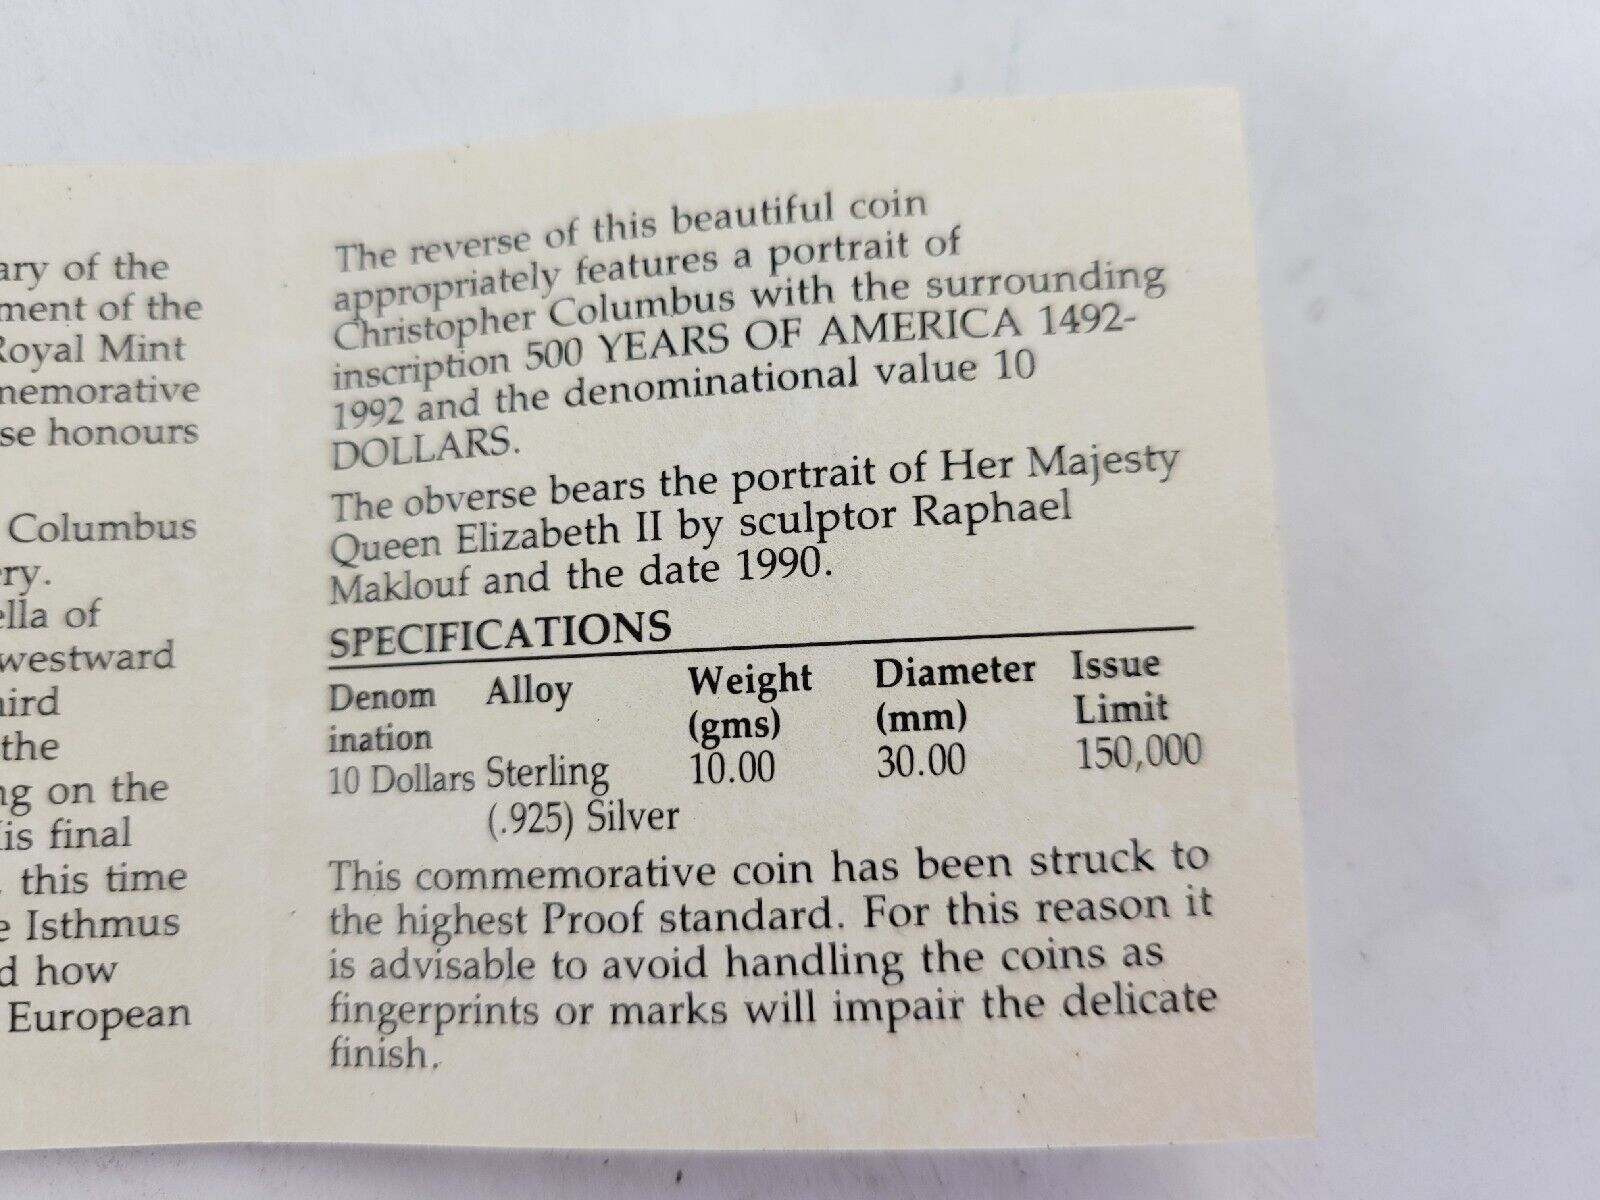 ary of the
ment of the
Royal Mint
memorative
se honours
Columbus
ery.
ella of
westward
hird
the
ng on the
His final
, this time
e Isthmus
d how
European
The reverse of this beautiful coin
appropriately features a portrait of
Christopher Columbus with the surrounding
inscription 500 YEARS OF AMERICA 1492-
1992 and the denominational value 10
DOLLARS.
The obverse bears the portrait of Her Majesty
Queen Elizabeth II by sculptor Raphael
Maklouf and the date 1990.
SPECIFICATIONS
Denom Alloy Weight Diameter Issue
ination (gms) (mm) Limit
10 Dollars Sterling 10.00 30.00 150,000
(.925) Silver
This commemorative coin has been struck to
the highest Proof standard. For this reason it
is advisable to avoid handling the coins as
fingerprints or marks will impair the delicate
finish.